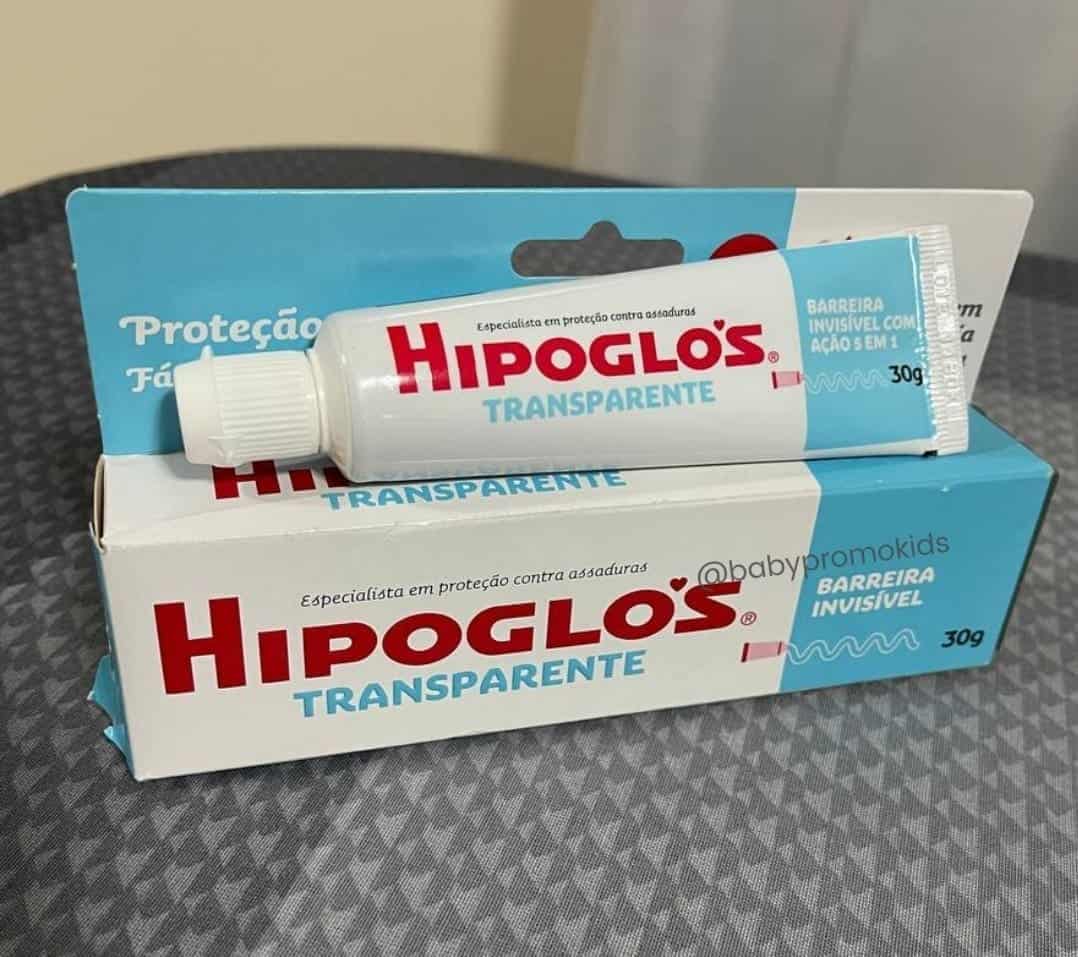 Proteção
Especialista em proteção contra assaduras
HIPOGLÓS®
TRANSPARENTE
BARREIRA
INVISÍVEL COM
AÇÃO 5 EM 1
30g
TRANSPARENTE
@babypromokids
Especialista em proteção contra assaduras
HIPOGLÓS®
TRANSPARENTE
BARREIRA
INVISÍVEL
30g